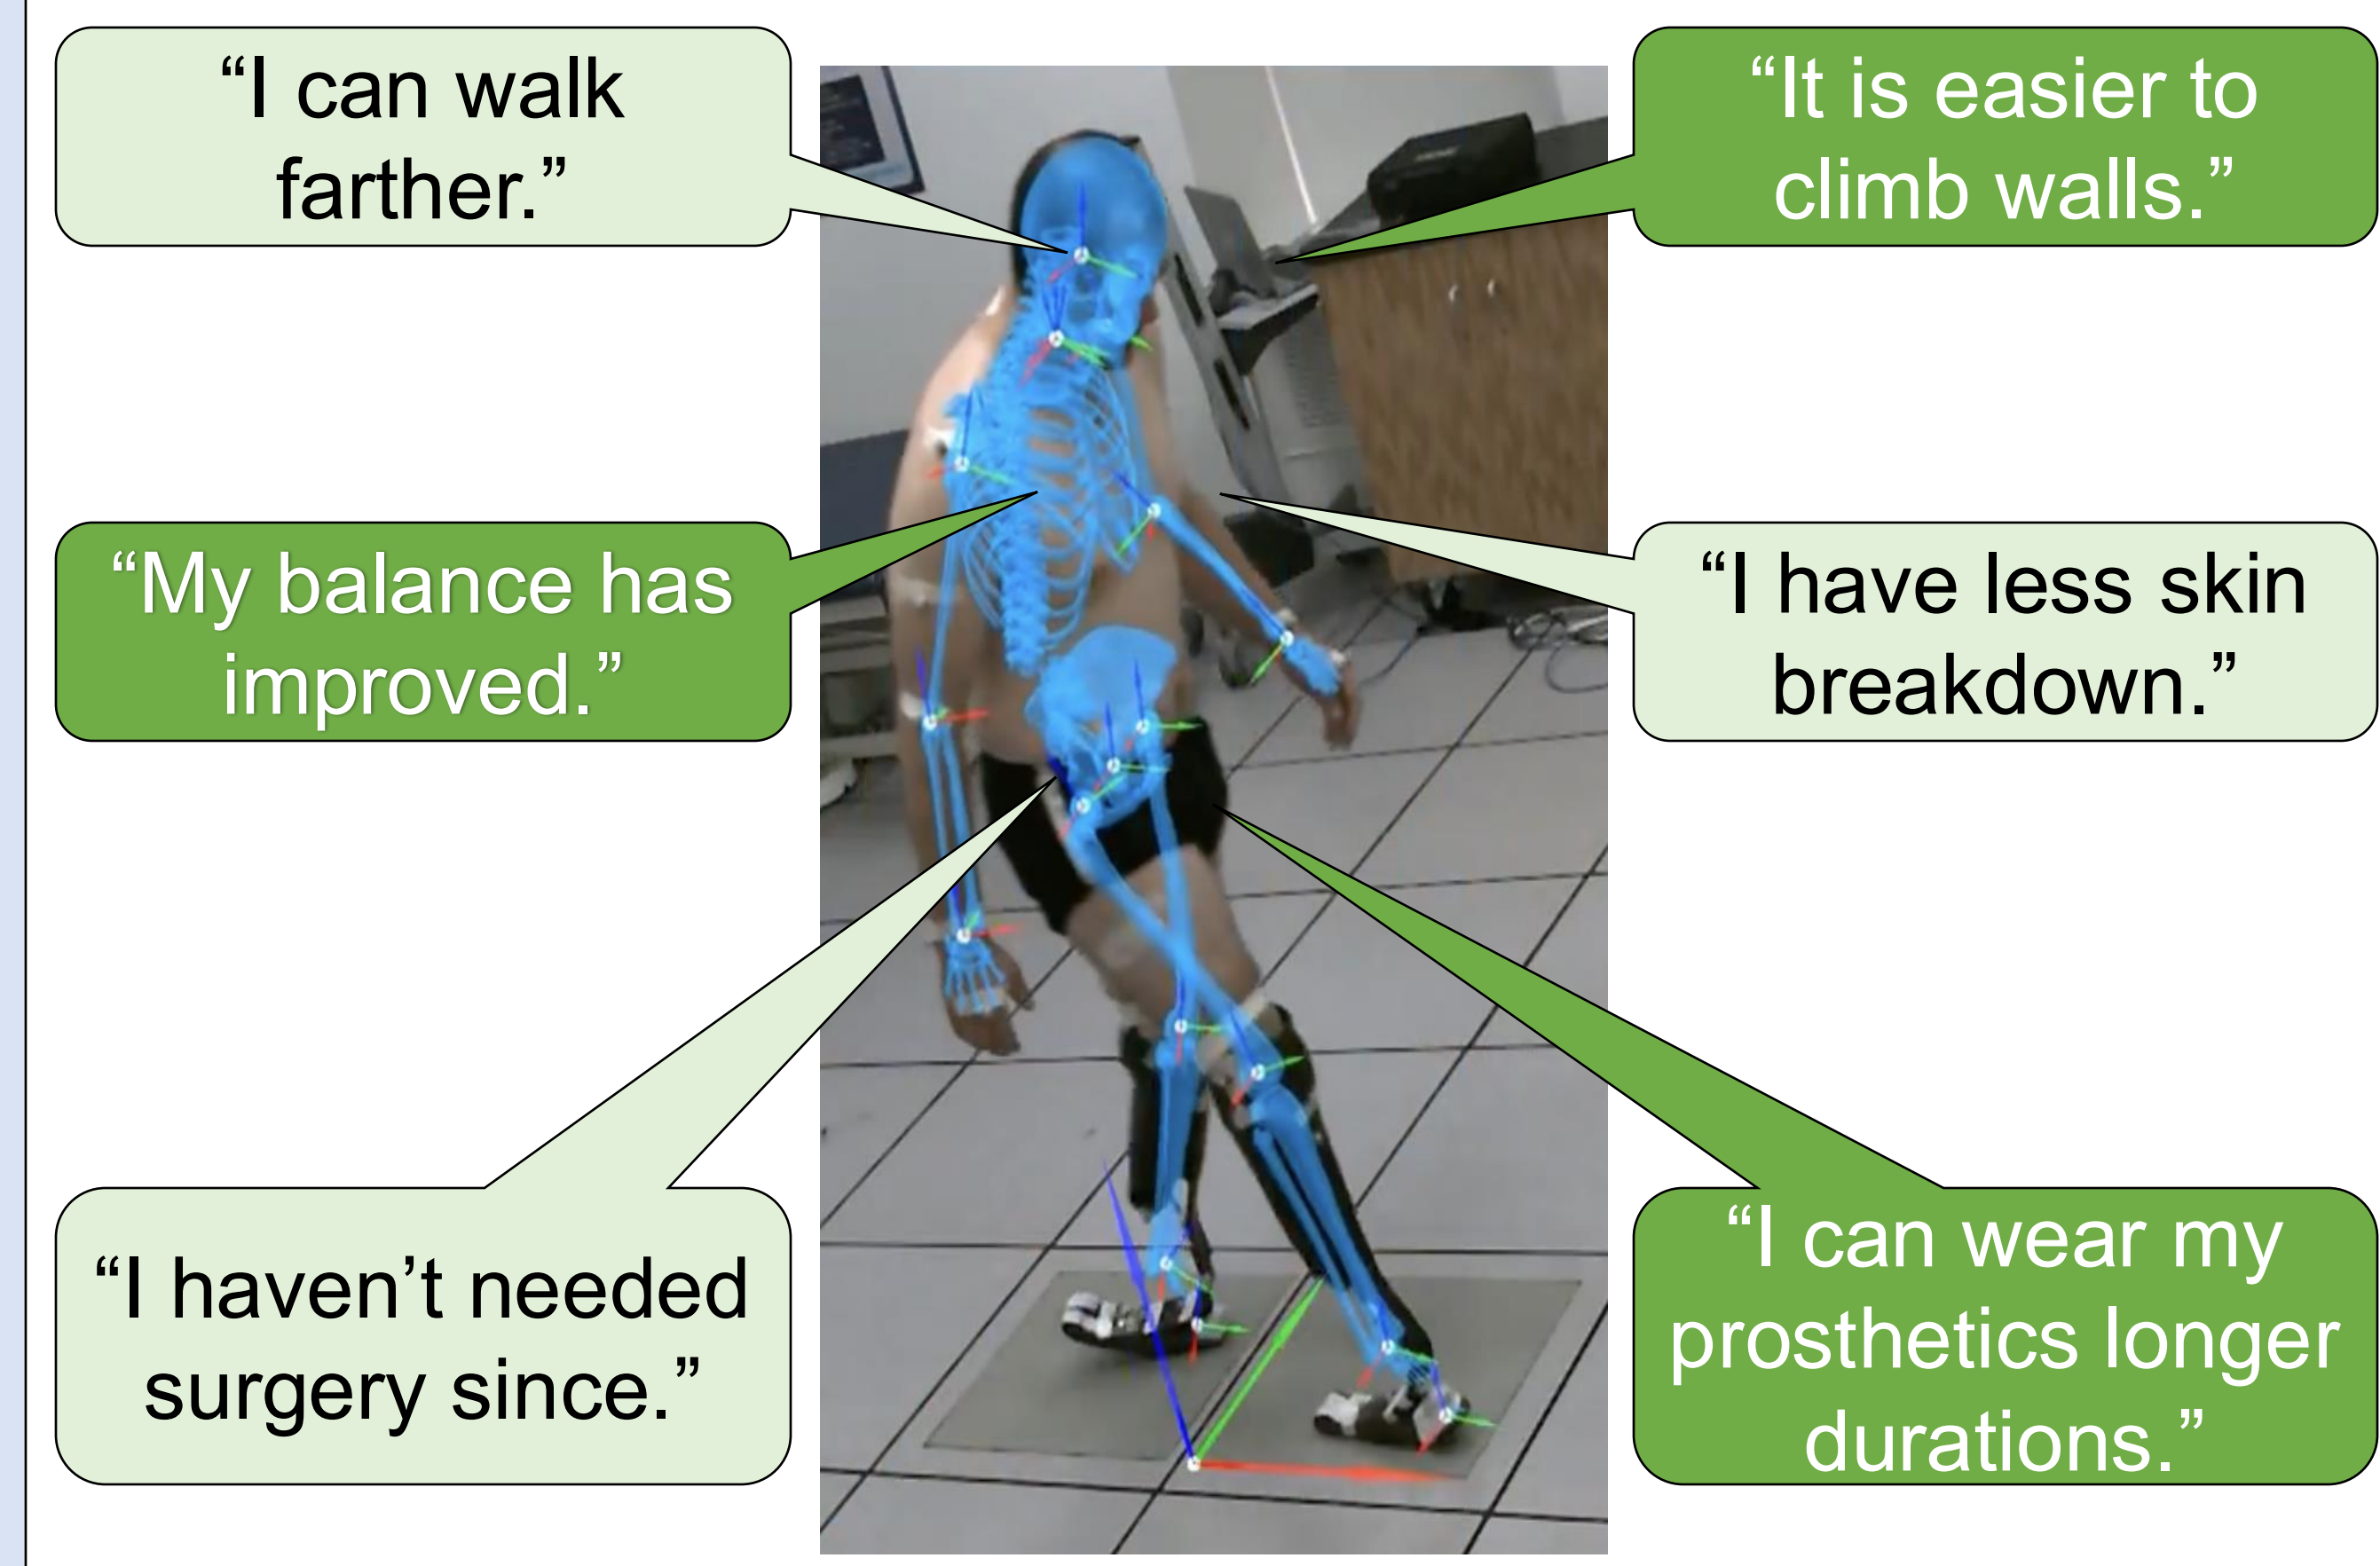 “I can walk
farther.”
“It is easier to
climb walls.”
“My balance has
improved.”
“I have less skin
breakdown.”
“I haven’t needed
surgery since.”
“I can wear my
prosthetics longer
durations.”